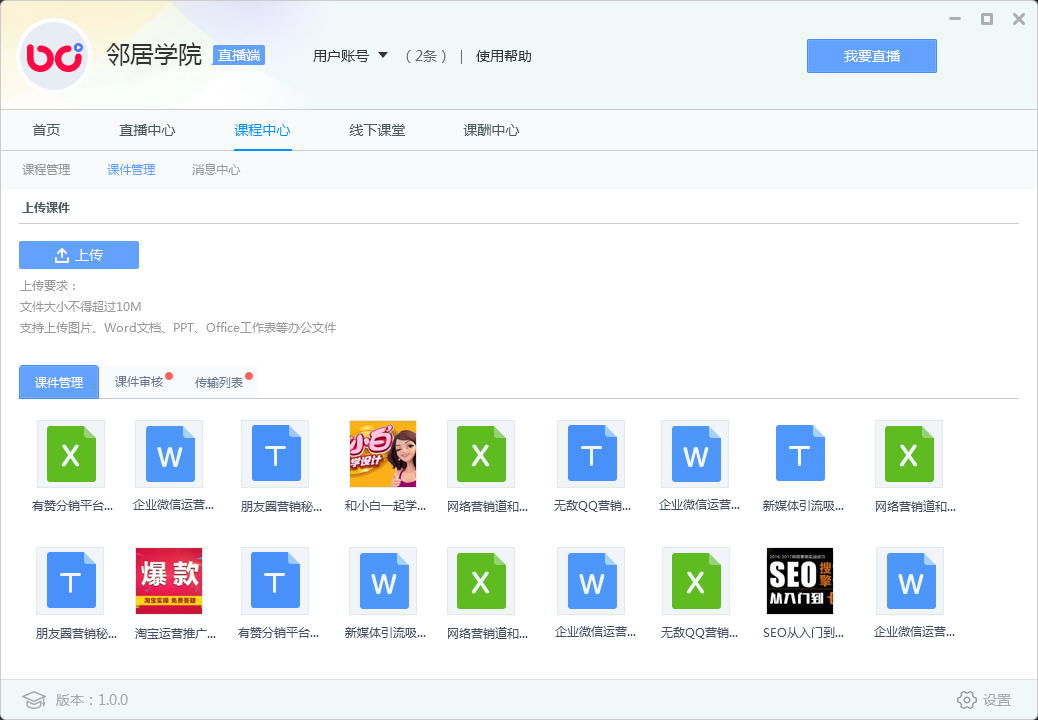 邻居学院 直播端 用户账号 （2条） | 使用帮助 我要直播
首页 直播中心 课程中心 线下课堂 课酬中心
课程管理 课件管理 消息中心
上传课件
上传
上传要求：
文件大小不得超过10M
支持上传图片、Word文档、PPT、Office工作表等办公文件
课件管理 课件审核 传输列表
X W T 小白 学设计 X T W T X
有赞分销平台... 企业微信运营... 朋友圈营销秘... 和小白一起学... 网络营销道和... 无敌QQ营销... 企业微信运营... 新媒体引流吸... 网络营销道和...
T 爆款 淘宝实操 免费答疑 T W X W X SEO 搜擎 从入门到 W
朋友圈营销秘... 淘宝运营推广... 有赞分销平台... 新媒体引流吸... 网络营销道和... 企业微信运营... 无敌QQ营销... SEO从入门到... 企业微信运营...
版本：1.0.0 设置